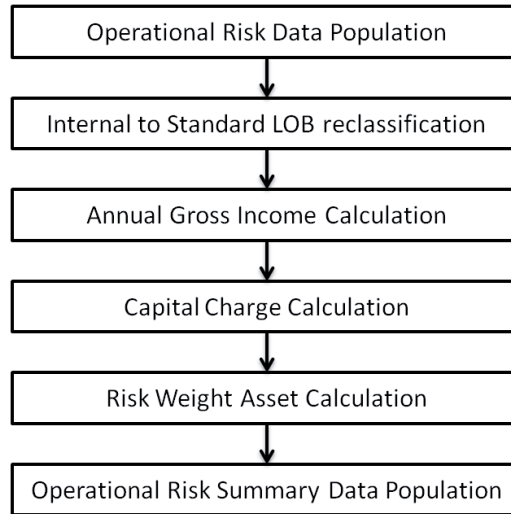 Operational Risk Data Population
Internal to Standard LOB reclassification
Annual Gross Income Calculation
Capital Charge Calculation
Risk Weight Asset Calculation
Operational Risk Summary Data Population